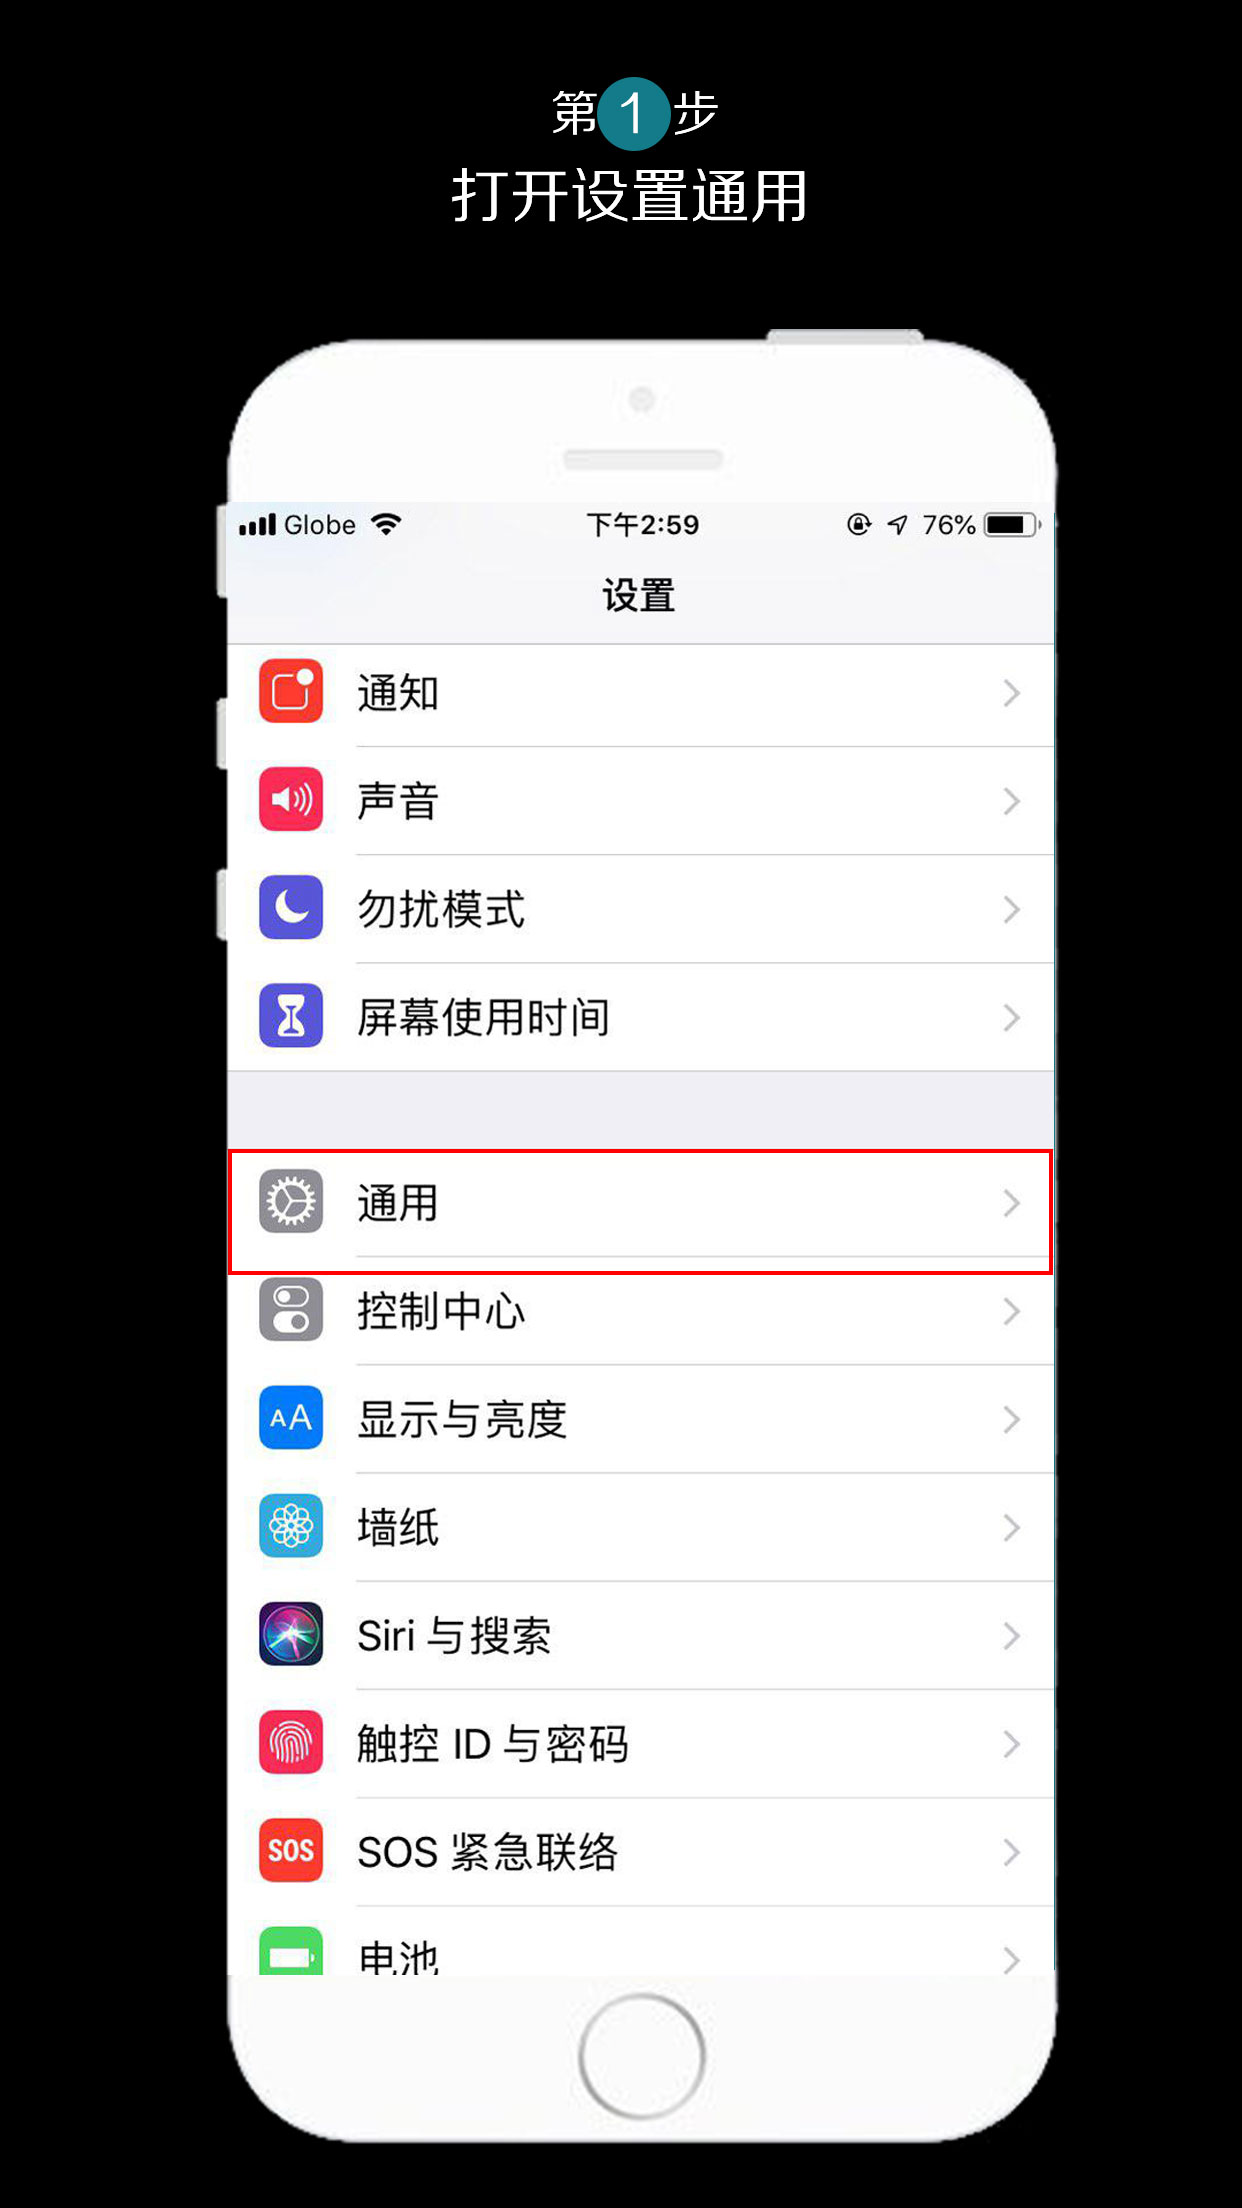 第1步
打开设置通用
Globe 下午2:59 76%
设置
通知
声音
勿扰模式
屏幕使用时间
通用
控制中心
AA 显示与亮度
墙纸
Siri 与搜索
触控 ID 与密码
SOS SOS 紧急联络
电池